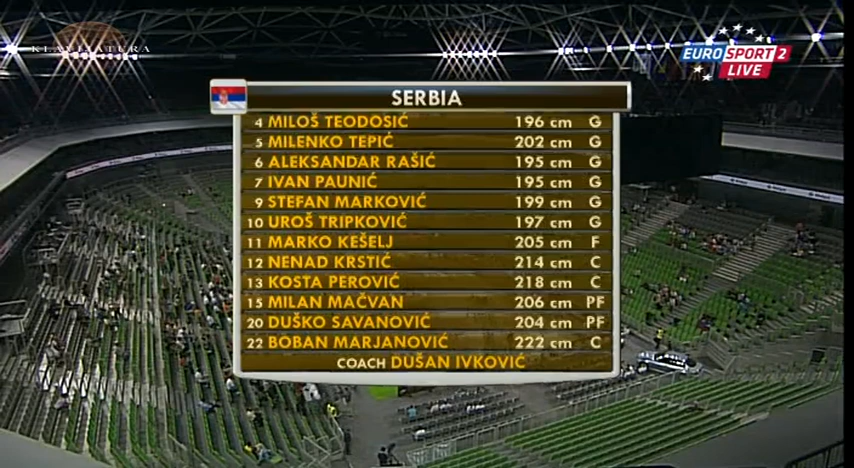 KLAVIATURA
EUROSPORT 2
LIVE
SERBIA
4 MILOŠ TEODOSIĆ 196 cm G
5 MILENKO TEPIĆ 202 cm G
6 ALEKSANDAR RAŠIĆ 195 cm G
7 IVAN PAUNIĆ 195 cm G
9 STEFAN MARKOVIĆ 199 cm G
10 UROŠ TRIPKOVIĆ 197 cm G
11 MARKO KEŠELJ 205 cm F
12 NENAD KRSTIĆ 214 cm C
13 KOSTA PEROVIĆ 218 cm C
15 MILAN MAČVAN 206 cm PF
20 DUŠKO SAVANOVIĆ 204 cm PF
22 BOBAN MARJANOVIĆ 222 cm C
COACH DUŠAN IVKOVIĆ